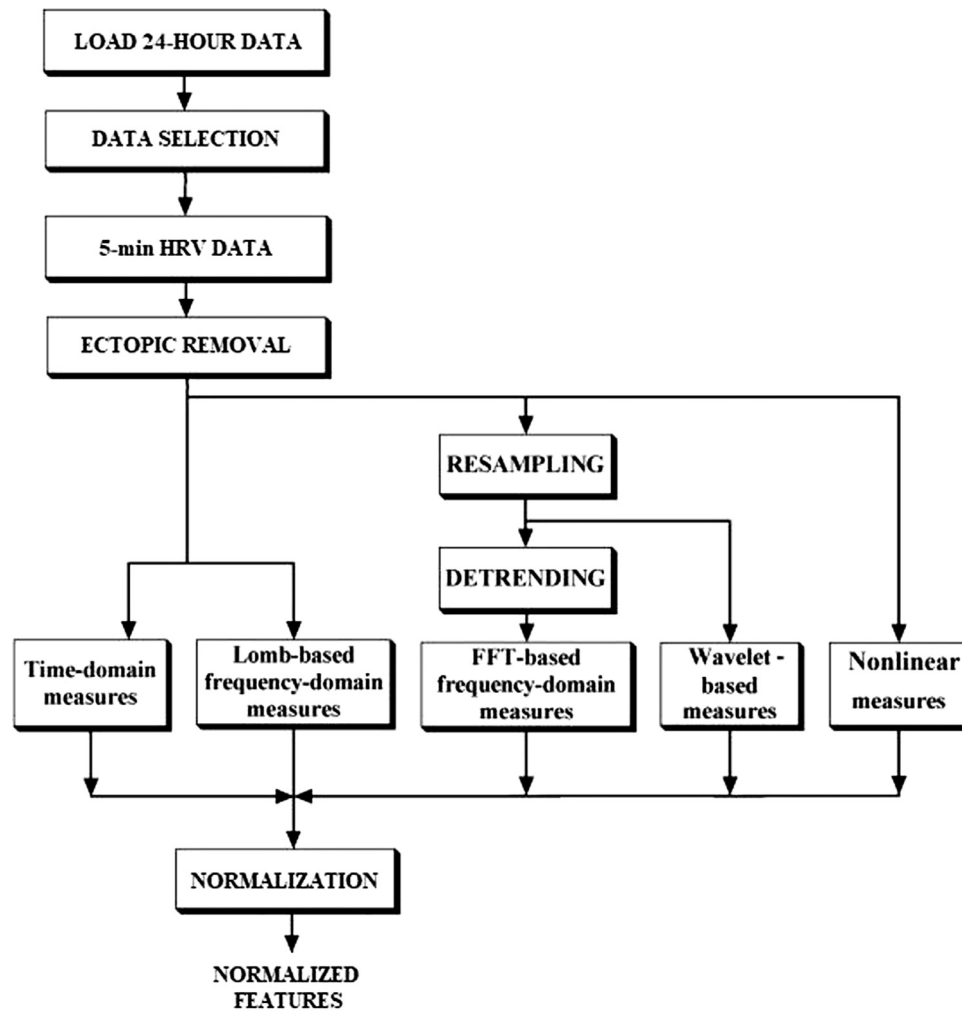 LOAD 24-HOUR DATA
DATA SELECTION
5-min HRV DATA
ECTOPIC REMOVAL
RESAMPLING
DETRENDING
Time-domain
measures
Lomb-based
frequency-domain
measures
FFT-based
frequency-domain
measures
Wavelet -
based
measures
Nonlinear
measures
NORMALIZATION
NORMALIZED
FEATURES